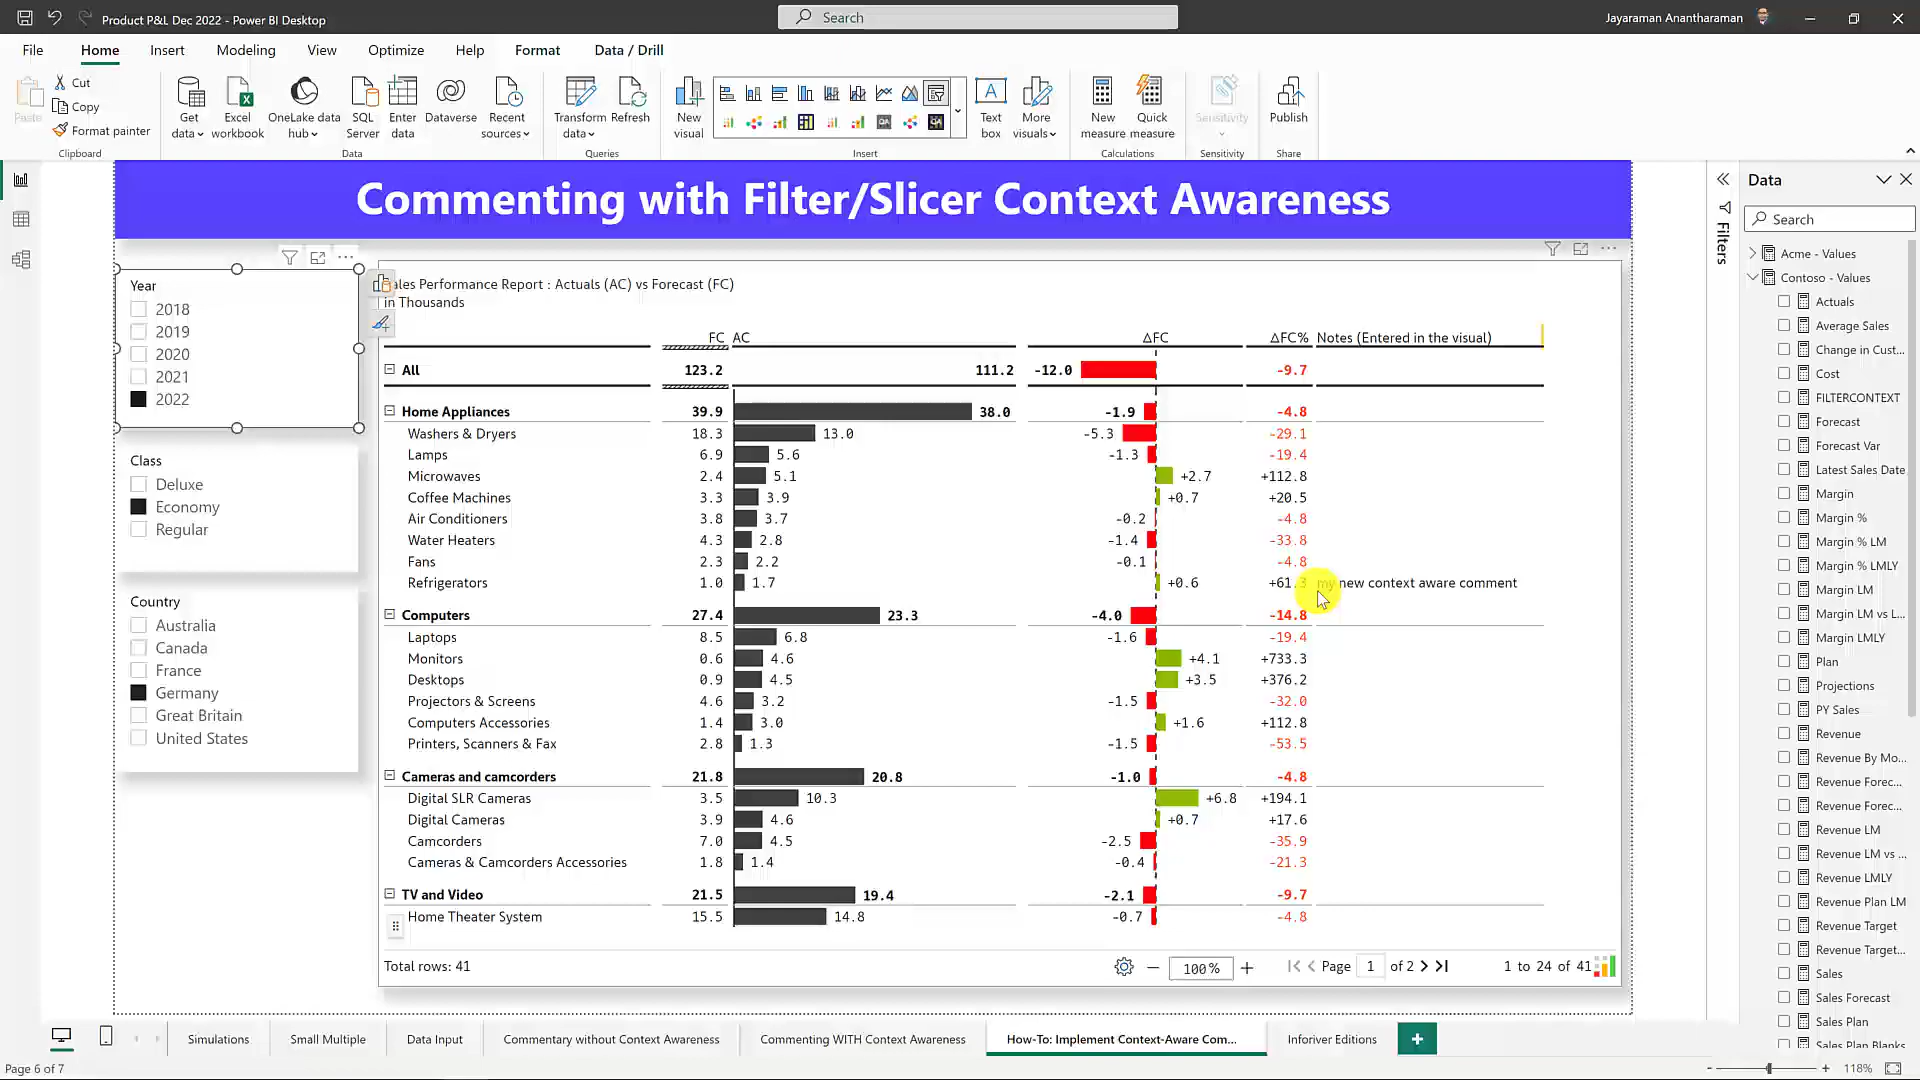 Product P&L Dec 2022 - Power BI Desktop
Search
Jayaraman Anantharaman
File
Home
Insert
Modeling
View
Optimize
Help
Format
Data / Drill
Paste
Cut
Copy
Format painter
Clipboard
Get data
Excel workbook
OneLake data hub
SQL Server
Enter data
Dataverse
Recent sources
Data
Transform data
Refresh
Queries
New visual
Text box
More visuals
Insert
New measure
Quick measure
Calculations
Sensitivity
Sensitivity
Publish
Share
Commenting with Filter/Slicer Context Awareness
Year
2018
2019
2020
2021
2022
Class
Deluxe
Economy
Regular
Country
Australia
Canada
France
Germany
Great Britain
United States
ales Performance Report : Actuals (AC) vs Forecast (FC)
in Thousands
FC AC ΔFC ΔFC% Notes (Entered in the visual)
All 123.2 111.2 -12.0 -9.7
Home Appliances 39.9 38.0 -1.9 -4.8
Washers & Dryers 18.3 13.0 -5.3 -29.1
Lamps 6.9 5.6 -1.3 -19.4
Microwaves 2.4 5.1 +2.7 +112.8
Coffee Machines 3.3 3.9 +0.7 +20.5
Air Conditioners 3.8 3.7 -0.2 -4.8
Water Heaters 4.3 2.8 -1.4 -33.8
Fans 2.3 2.2 -0.1 -4.8
Refrigerators 1.0 1.7 +0.6 +61.3 my new context aware comment
Computers 27.4 23.3 -4.0 -14.8
Laptops 8.5 6.8 -1.6 -19.4
Monitors 0.6 4.6 +4.1 +733.3
Desktops 0.9 4.5 +3.5 +376.2
Projectors & Screens 4.6 3.2 -1.5 -32.0
Computers Accessories 1.4 3.0 +1.6 +112.8
Printers, Scanners & Fax 2.8 1.3 -1.5 -53.5
Cameras and camcorders 21.8 20.8 -1.0 -4.8
Digital SLR Cameras 3.5 10.3 +6.8 +194.1
Digital Cameras 3.9 4.6 +0.7 +17.6
Camcorders 7.0 4.5 -2.5 -35.9
Cameras & Camcorders Accessories 1.8 1.4 -0.4 -21.3
TV and Video 21.5 19.4 -2.1 -9.7
Home Theater System 15.5 14.8 -0.7 -4.8
Total rows: 41
100%
Page 1 of 2
1 to 24 of 41
Filters
Data
Search
Acme - Values
Contoso - Values
Actuals
Average Sales
Change in Cust...
Cost
FILTERCONTEXT
Forecast
Forecast Var
Latest Sales Date
Margin
Margin %
Margin % LM
Margin % LMLY
Margin LM
Margin LM vs L...
Margin LMLY
Plan
Projections
PY Sales
Revenue
Revenue By Mo...
Revenue Forec...
Revenue Forec...
Revenue LM
Revenue LM vs ...
Revenue LMLY
Revenue Plan LM
Revenue Target
Revenue Target...
Sales
Sales Forecast
Sales Plan
Sales Plan Blanks
Simulations
Small Multiple
Data Input
Commentary without Context Awareness
Commenting WITH Context Awareness
How-To: Implement Context-Aware Com...
Inforiver Editions
Page 6 of 7
118%